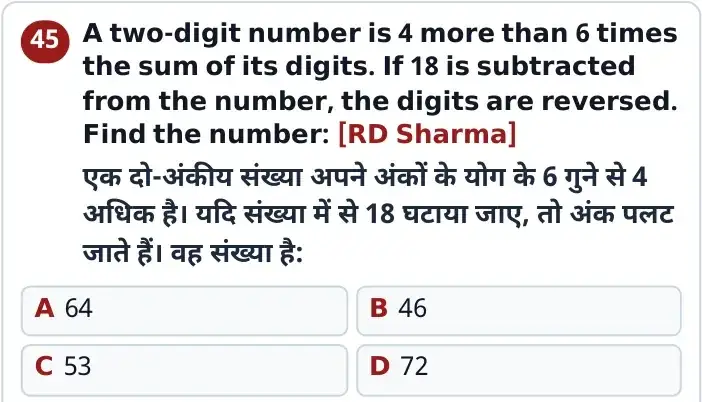 45 A two-digit number is 4 more than 6 times
the sum of its digits. If 18 is subtracted
from the number, the digits are reversed.
Find the number: [RD Sharma]
एक दो-अंकीय संख्या अपने अंकों के योग के 6 गुने से 4
अधिक है। यदि संख्या में से 18 घटाया जाए, तो अंक पलट
जाते हैं। वह संख्या है:
A 64
B 46
C 53
D 72